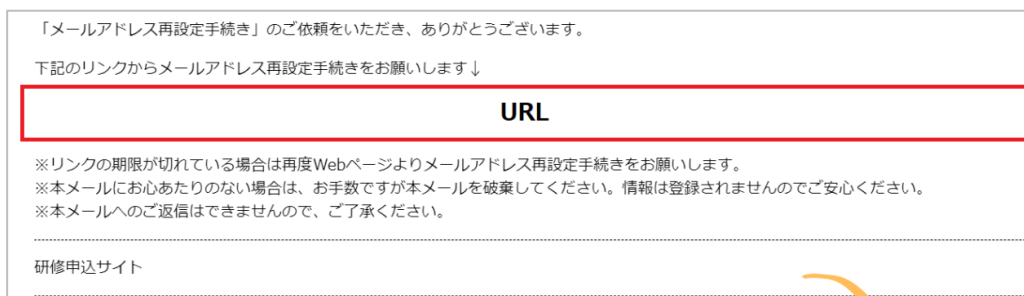 「メールアドレス再設定手続き」のご依頼をいただき、ありがとうございます。
下記のリンクからメールアドレス再設定手続きをお願いします↓
URL
※リンクの期限が切れている場合は再度Webページよりメールアドレス再設定手続きをお願いします。
※本メールにお心あたりのない場合は、お手数ですが本メールを破棄してください。情報は登録されませんのでご安心ください。
※本メールへのご返信はできませんので、ご了承ください。
研修申込サイト